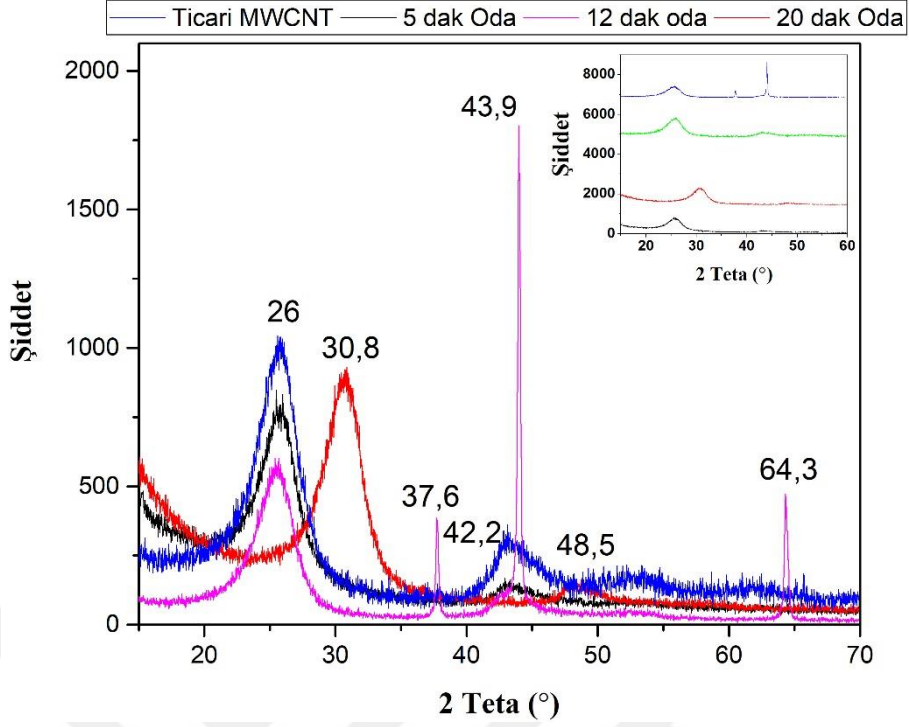 Ticari MWCNT 5 dak Oda 12 dak oda 20 dak Oda
2000
1500
1000
500
0
Şiddet
20 30 40 50 60 70
2 Teta (°)
26
30,8
37,6
43,9
42,2
48,5
64,3
8000
6000
4000
2000
0
Şiddet
20 30 40 50 60
2 Teta (°)